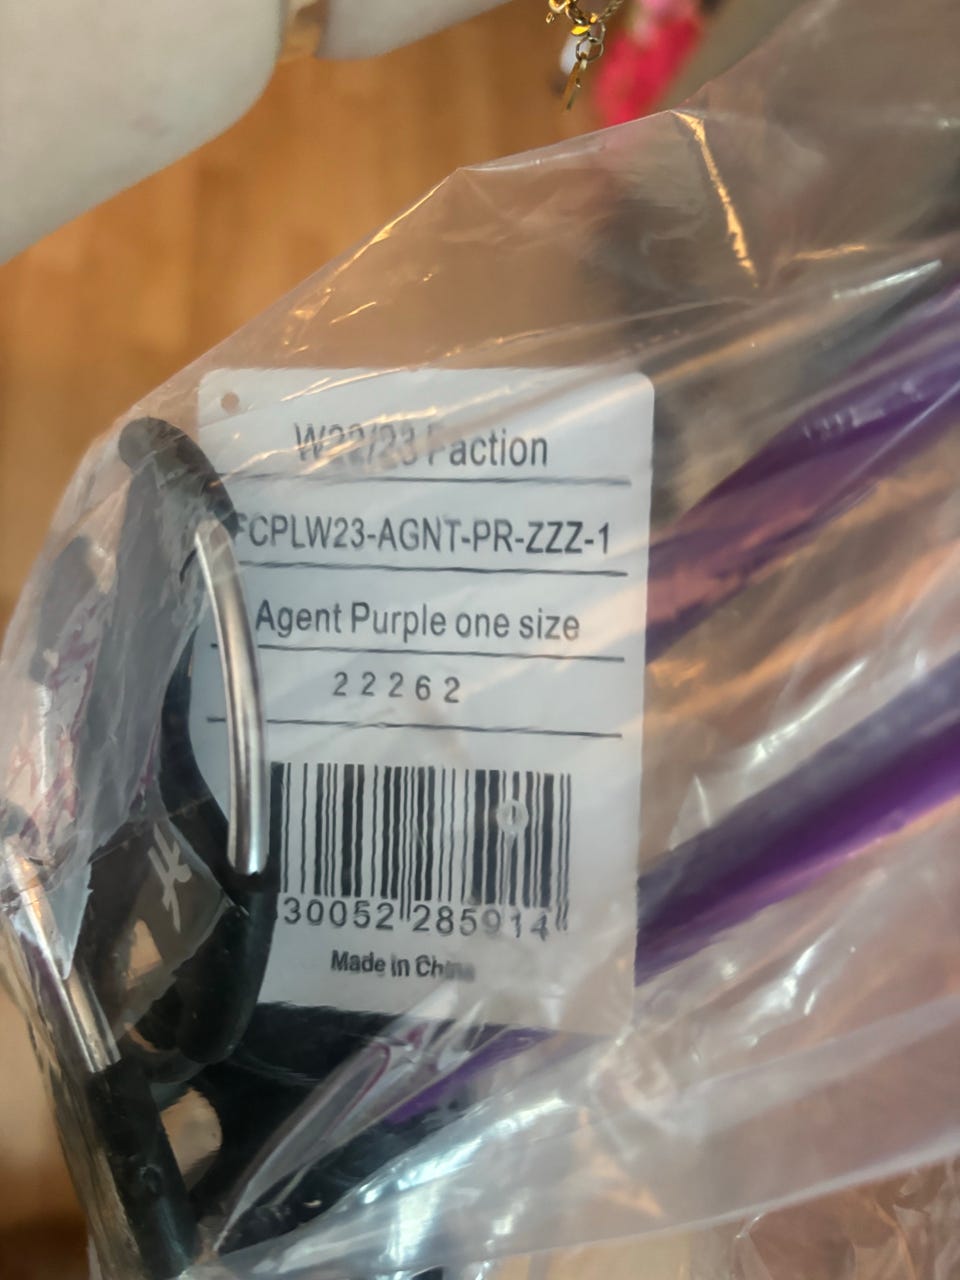 W22/23 Faction
FCPLW23-AGNT-PR-ZZZ-1
Agent Purple one size
22262
30052 285914
Made in China